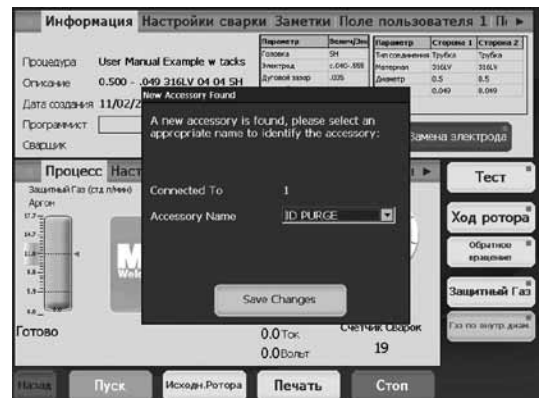 Информация Настройки сварки Заметки Поле пользователя 1
Процедура User Manual Example w tacks
Описание 0.500 - .049 316LV 04 04 SH
Дата создания 11/02/2
Программист
Сварщик
Параметр
Головка SH
Электрод c.040-.555
Дуговой зазор .035
Параметр Сторона 1 Сторона 2
Тип соединения Трубка Трубка
Материал 316LV 316LV
Диаметр 0.5 0.5
0.049 0.049
New Accessory Found
A new accessory is found, please select an
appropriate name to identify the accessory:
Connected To 1
Accessory Name ID PURGE
Save Changes
Замена электрода
Процесс
Защитный Газ (стд л/мин)
Аргон
Готово
0.0 Ток
0.0 Вольт
Счетчик Сварок
19
Тест
Ход ротора
Обратное
вращение
Защитный Газ
Газ по внутр.диам.
Назад Пуск Исходн.Ротора Печать Стоп